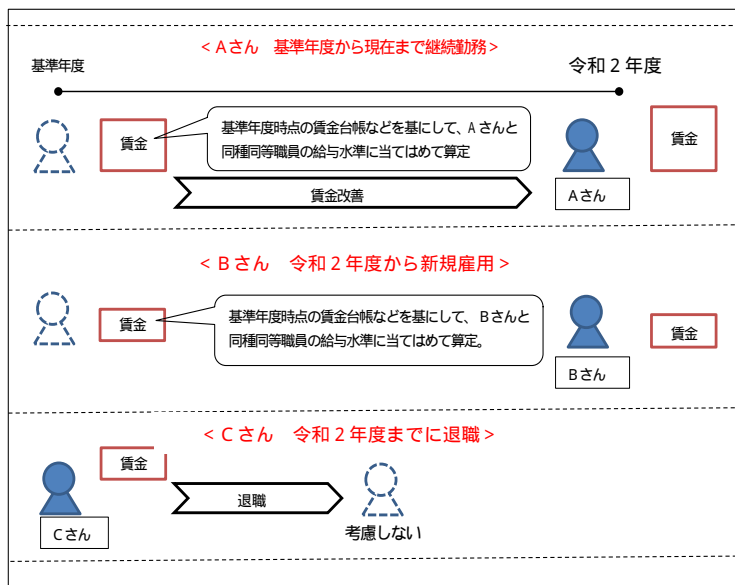 ＜Ａさん　基準年度から現在まで継続勤務＞
基準年度
令和２年度
賃金
基準年度時点の賃金台帳などを基にして、Ａさんと
同種同等職員の給与水準に当てはめて算定
賃金
賃金改善
Ａさん
＜Ｂさん　令和２年度から新規雇用＞
賃金
基準年度時点の賃金台帳などを基にして、Ｂさんと
同種同等職員の給与水準に当てはめて算定。
賃金
Ｂさん
＜Ｃさん　令和２年度までに退職＞
賃金
退職
Ｃさん
考慮しない